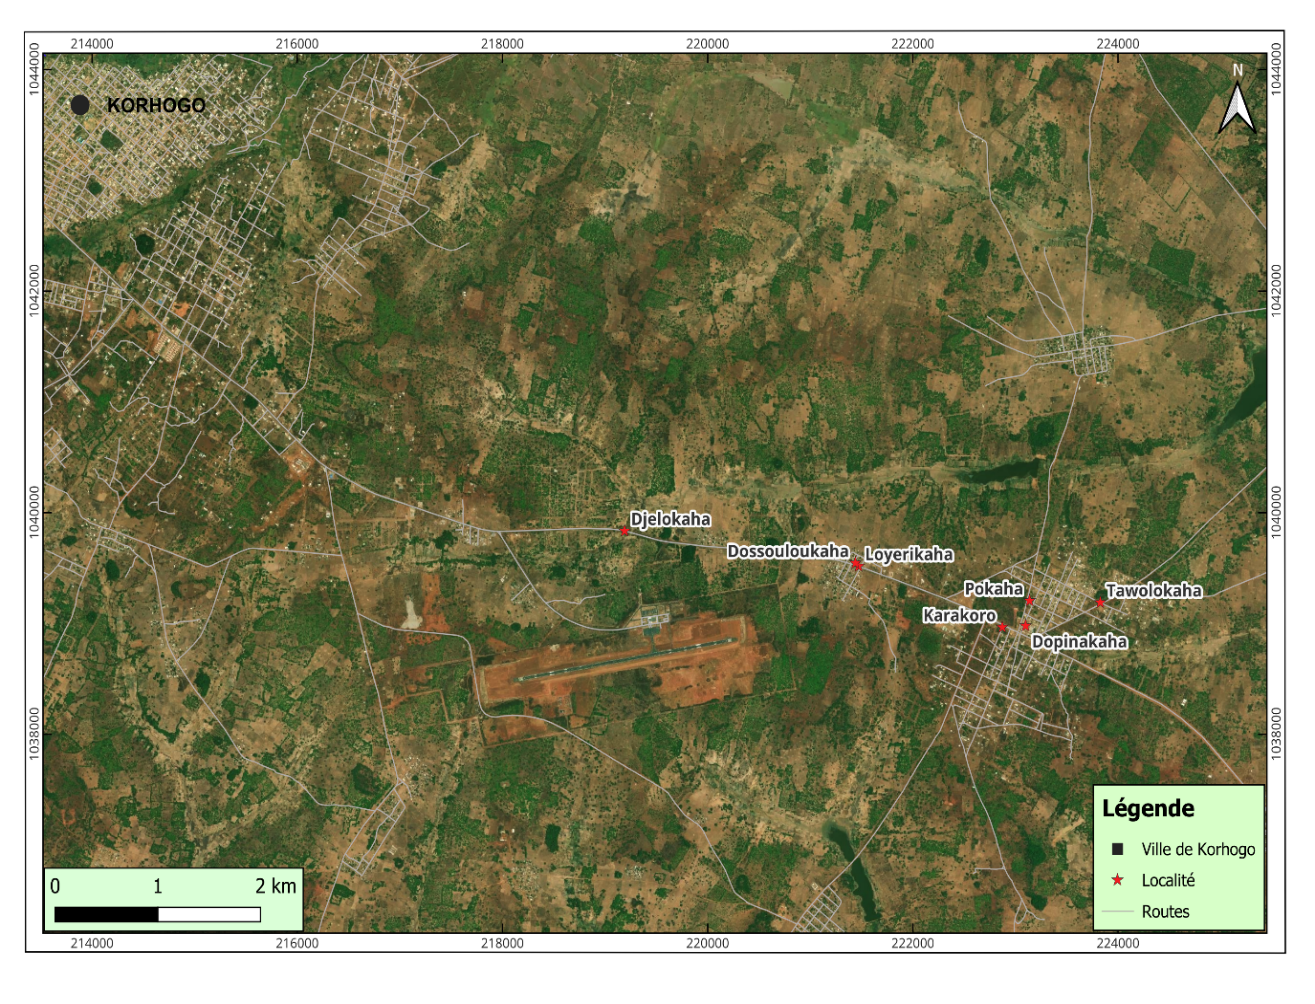 214000 216000 218000 220000 222000 224000
1044000 1044000
N
KORHOGO
1042000 1042000
1040000 1040000
Djelokaha
Dossouloukaha Loyerikaha
Pokaha Tawolokaha
Karakoro
Dopinakaha
1038000 1038000
Légende
Ville de Korhogo
Localité
Routes
0 1 2 km
214000 216000 218000 220000 222000 224000